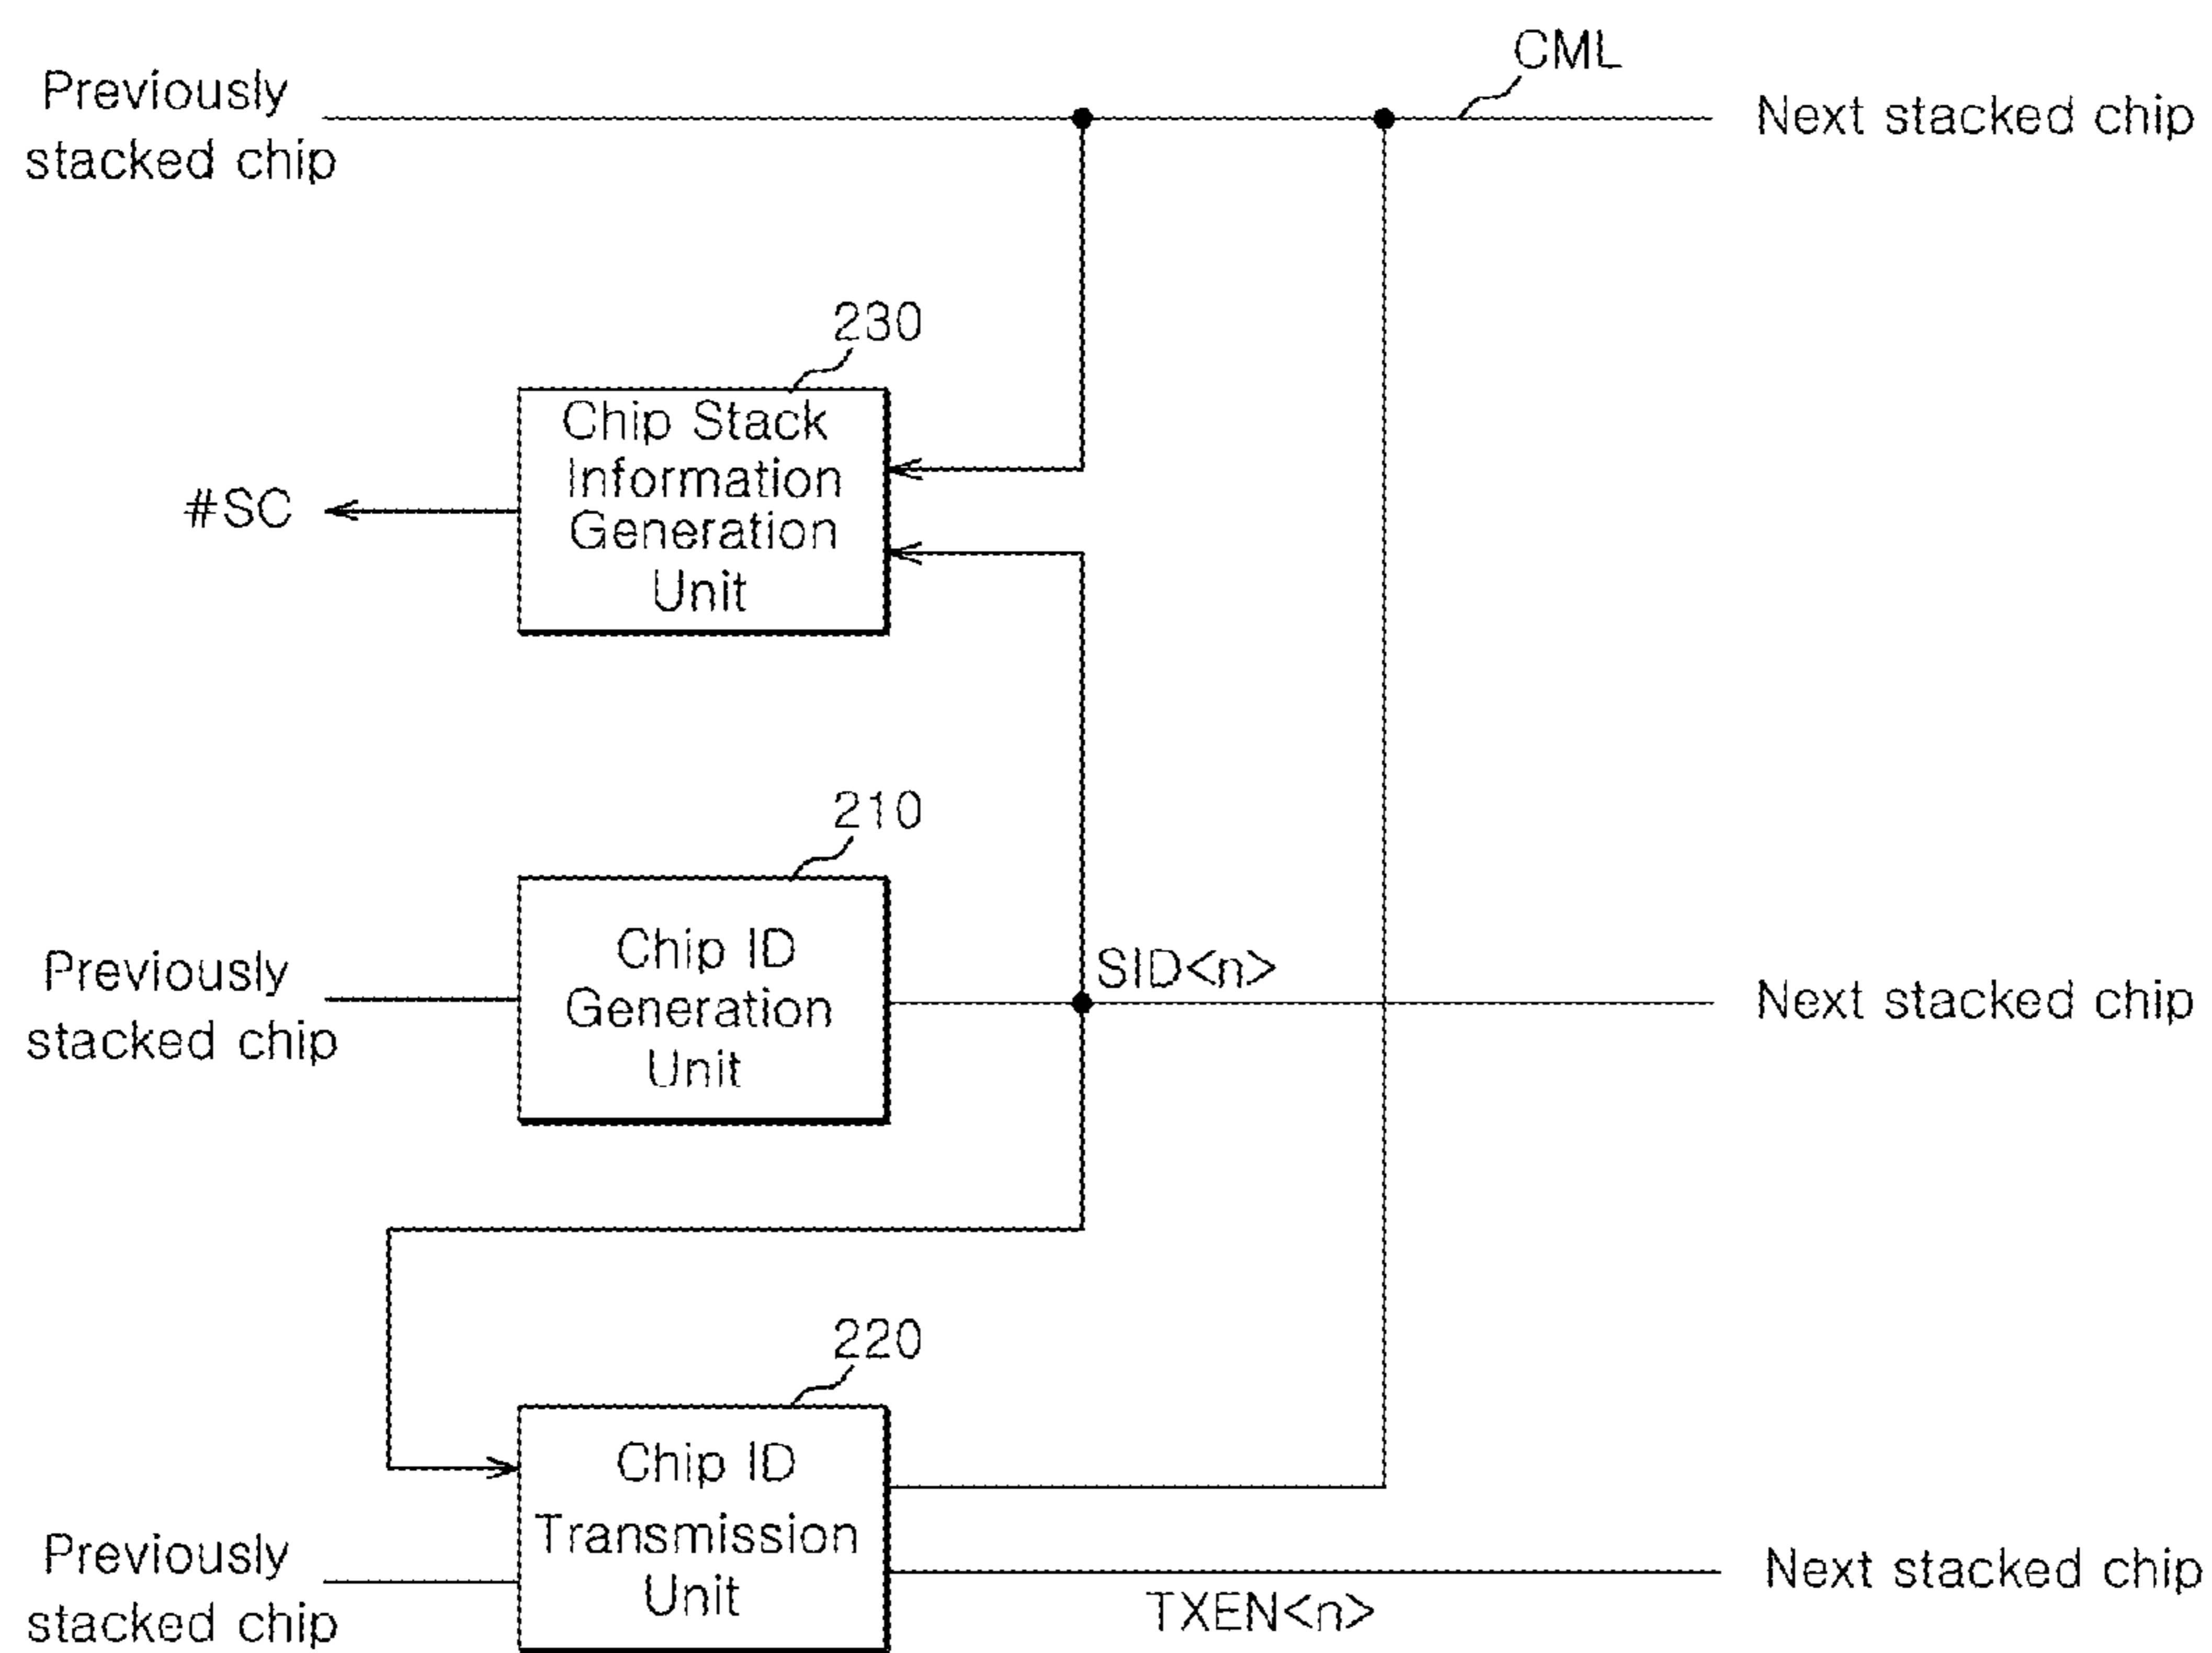 CML
Previously
stacked chip
Next stacked chip
230
Chip Stack
Information
Generation
Unit
#SC
210
Chip ID
Generation
Unit
SID<n>
Previously
stacked chip
Next stacked chip
220
Chip ID
Transmission
Unit
Previously
stacked chip
Next stacked chip
TXEN<n>